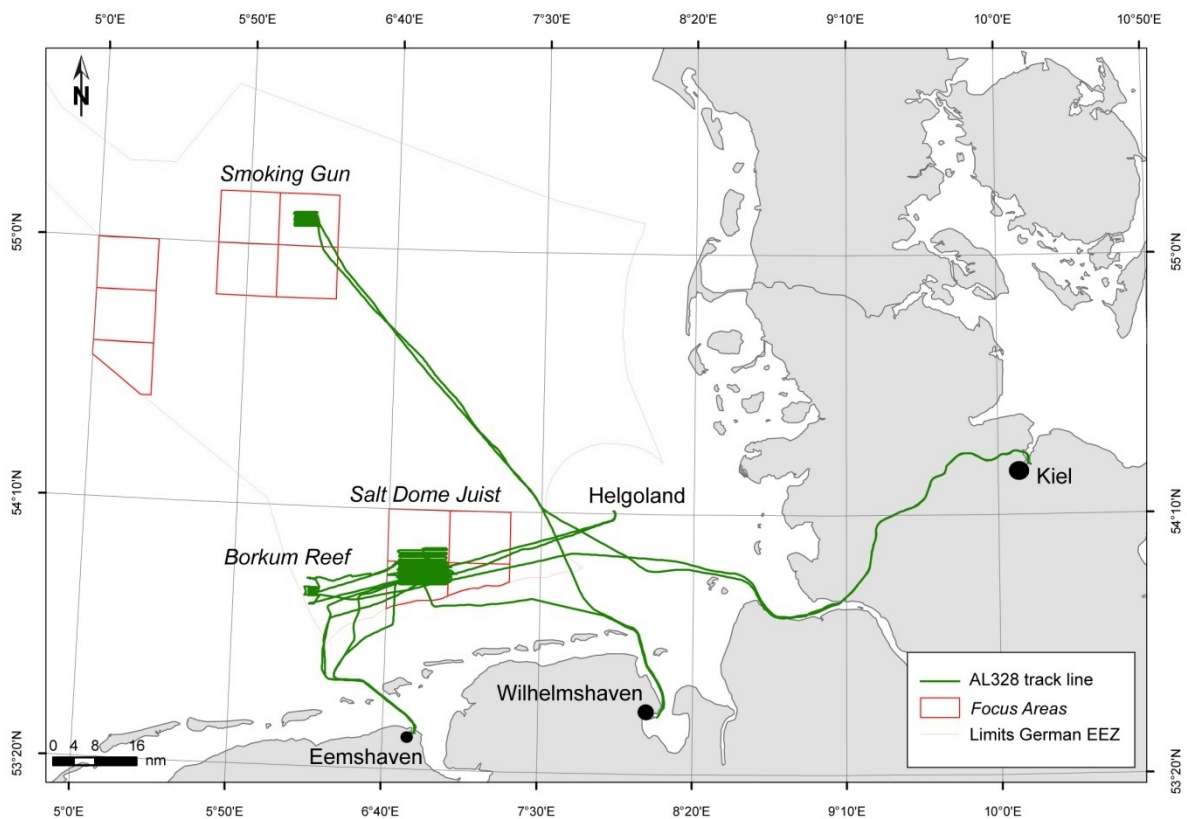 5°0'E 5°50'E 6°40'E 7°30'E 8°20'E 9°10'E 10°0'E 10°50'E
N
Smoking Gun
55°0'N
55°0'N
Salt Dome Juist
Helgoland
Kiel
54°10'N
54°10'N
Borkum Reef
Wilhelmshaven
Eemshaven
AL328 track line
Focus Areas
Limits German EEZ
0 4 8 16
nm
53°20'N
53°20'N
5°0'E 5°50'E 6°40'E 7°30'E 8°20'E 9°10'E 10°0'E